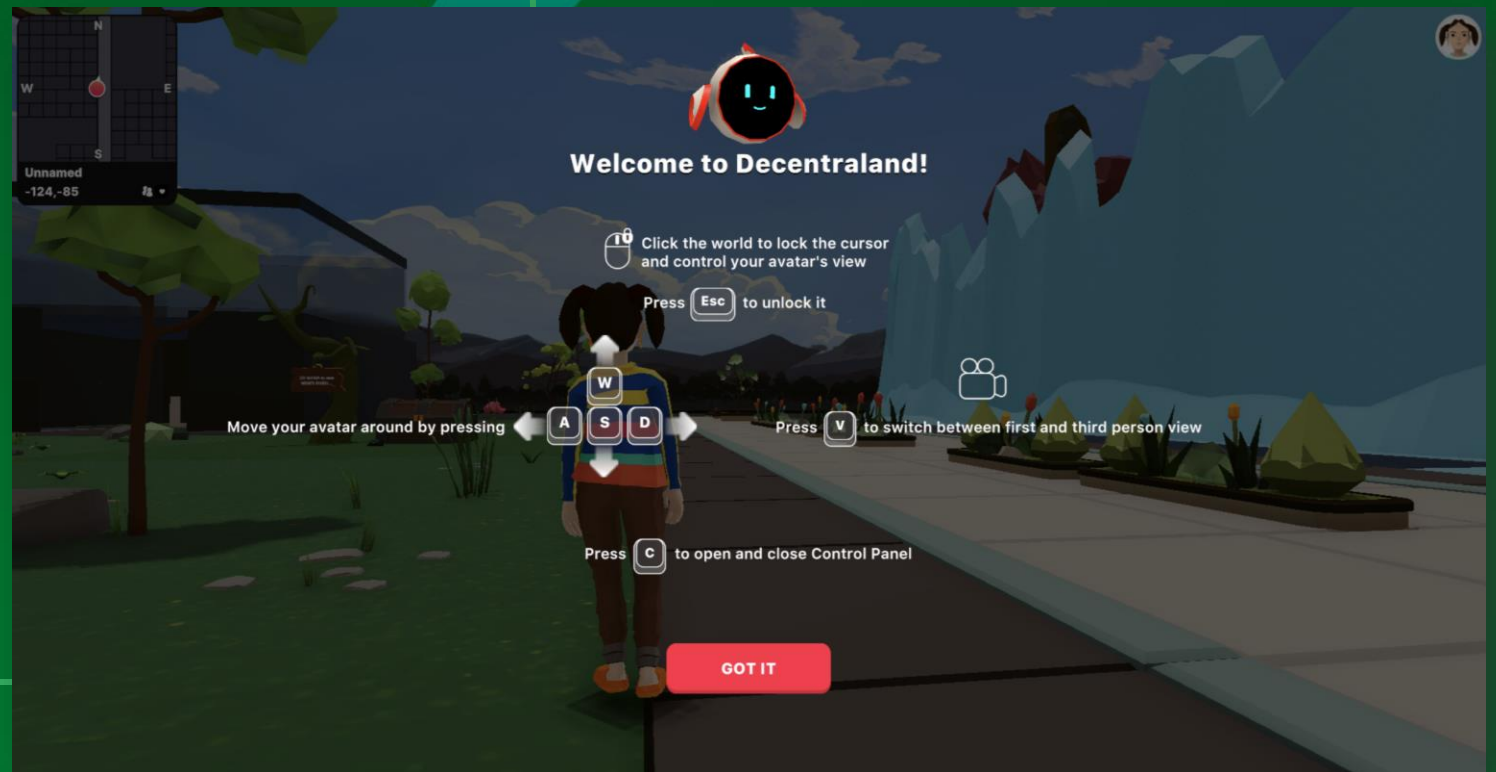 N
W
E
S
Unnamed
-124,-85
Welcome to Decentraland!
Click the world to lock the cursor
and control your avatar's view
Press Esc to unlock it
W
Move your avatar around by pressing A S D
Press V to switch between first and third person view
Press C to open and close Control Panel
GOT IT